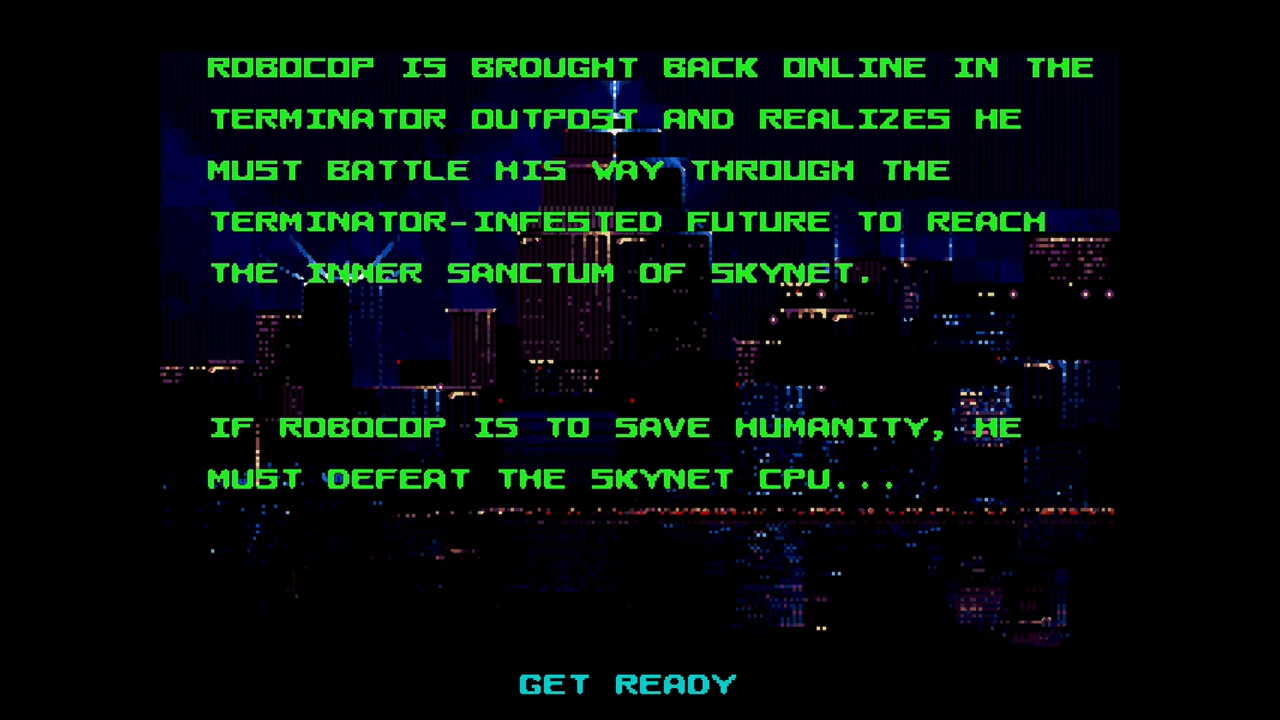 ROBOCOP IS BROUGHT BACK ONLINE IN THE
TERMINATOR OUTPOST AND REALIZES HE
MUST BATTLE HIS WAY THROUGH THE
TERMINATOR-INFESTED FUTURE TO REACH
THE INNER SANCTUM OF SKYNET.
IF ROBOCOP IS TO SAVE HUMANITY, HE
MUST DEFEAT THE SKYNET CPU...
GET READY